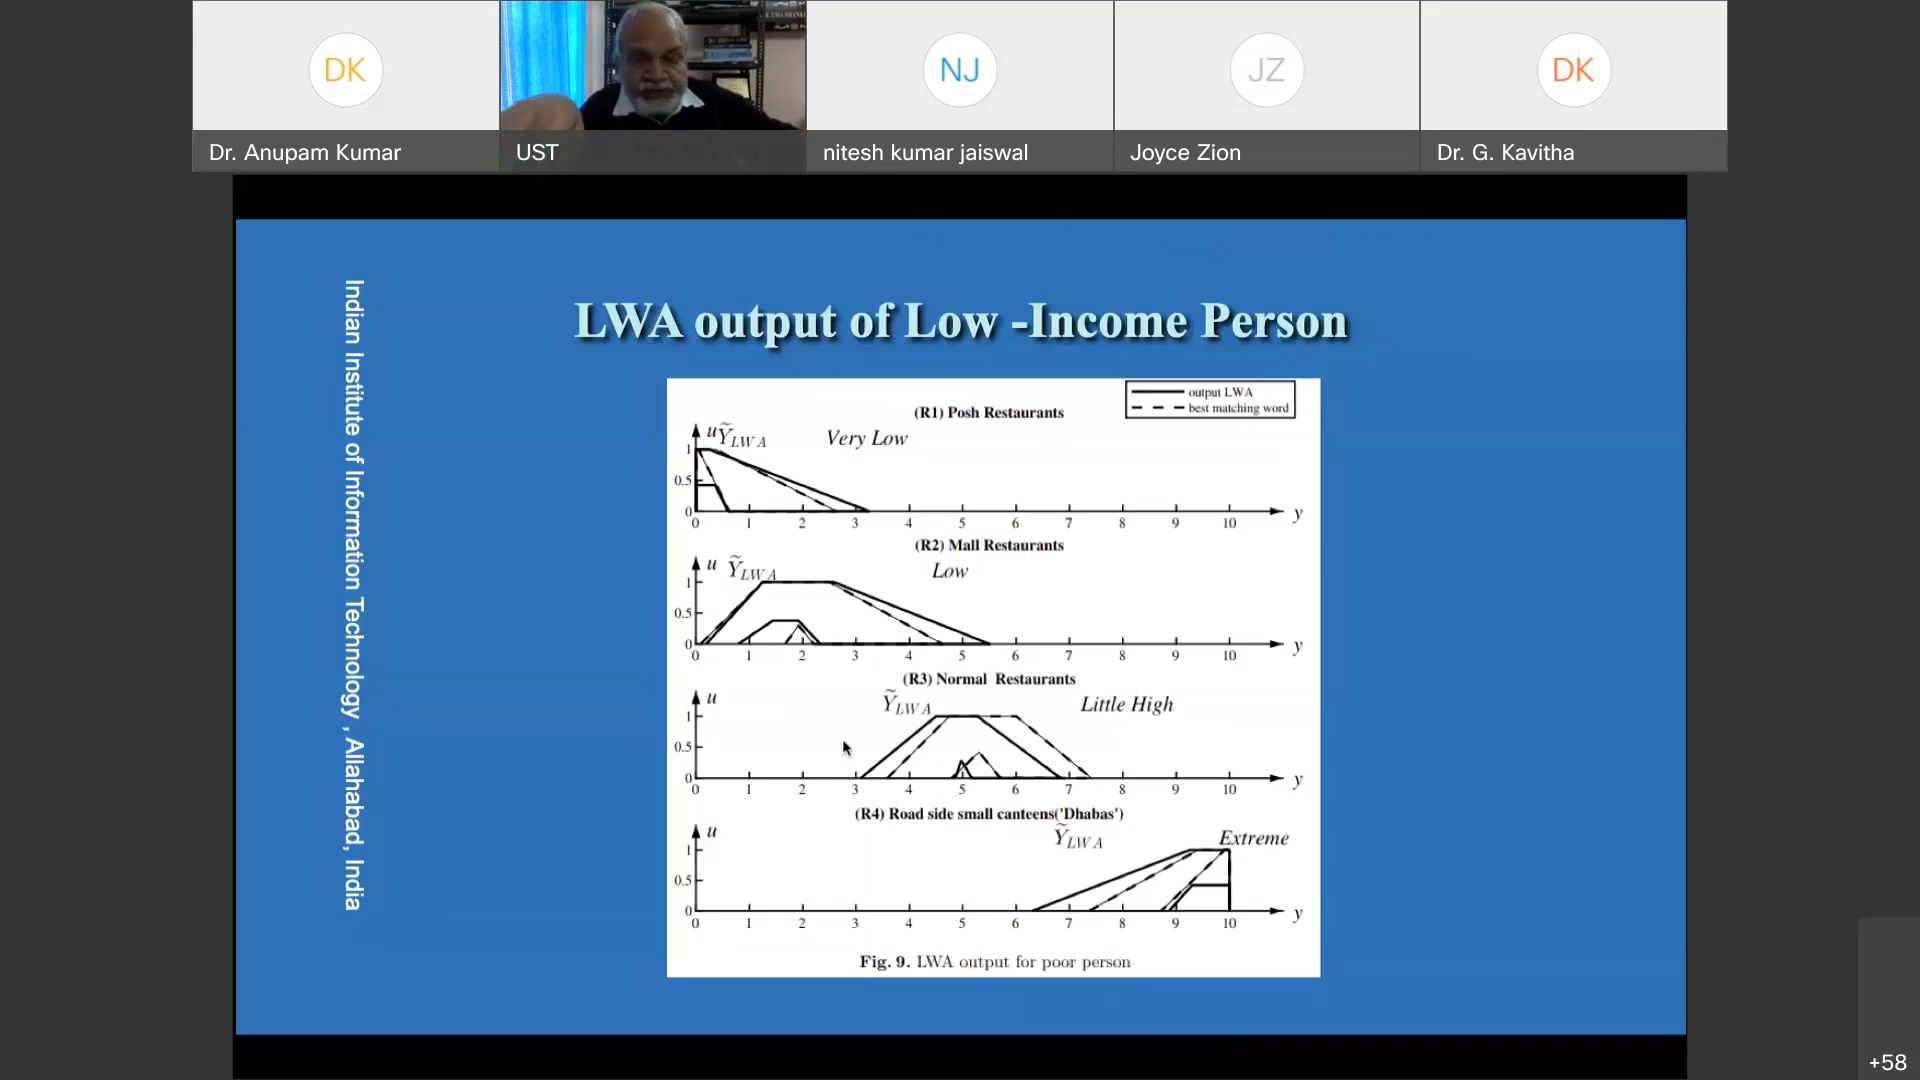 DK
NJ
JZ
DK
Dr. Anupam Kumar
UST
nitesh kumar jaiswal
Joyce Zion
Dr. G. Kavitha
Indian Institute of Information Technology , Allahabad, India
LWA output of Low -Income Person
output LWA
best matching word
(R1) Posh Restaurants
u ỸLWA Very Low
1
0.5
0
0 1 2 3 4 5 6 7 8 9 10 y
(R2) Mall Restaurants
u ỸLWA Low
1
0.5
0
0 1 2 3 4 5 6 7 8 9 10 y
(R3) Normal Restaurants
u ỸLWA Little High
1
0.5
0
0 1 2 3 4 5 6 7 8 9 10 y
(R4) Road side small canteens('Dhabas')
u ỸLWA Extreme
1
0.5
0
0 1 2 3 4 5 6 7 8 9 10 y
Fig. 9. LWA output for poor person
+58